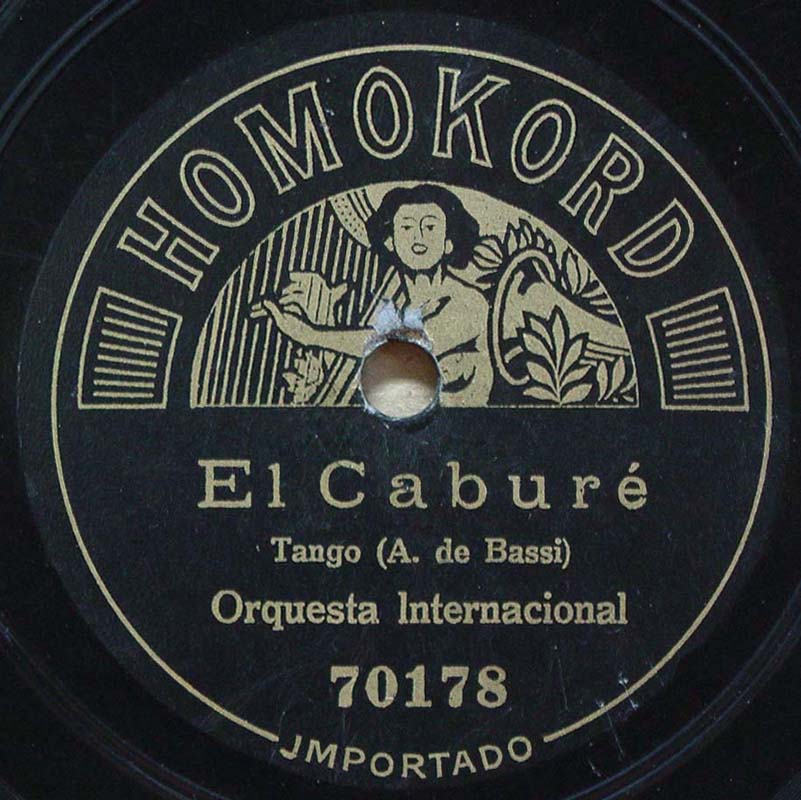 HOMOKORD
El Caburé
Tango (A. de Bassi)
Orquesta Internacional
70178
JMPORTADO